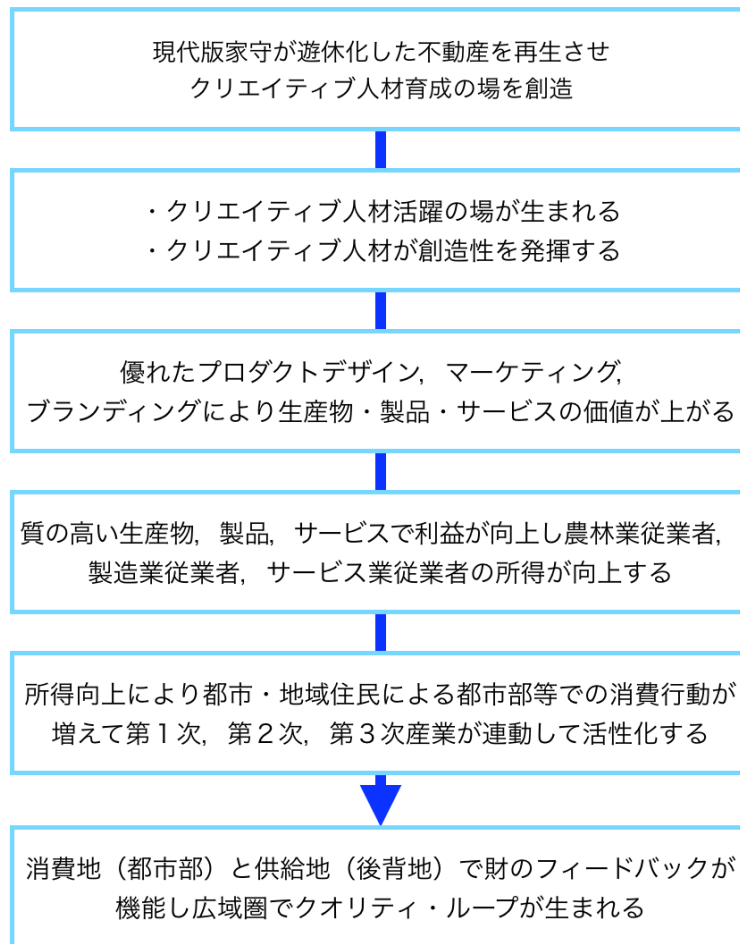 現代版家守が遊休化した不動産を再生させ
クリエイティブ人材育成の場を創造
・クリエイティブ人材活躍の場が生まれる
・クリエイティブ人材が創造性を発揮する
優れたプロダクトデザイン，マーケティング，
ブランディングにより生産物・製品・サービスの価値が上がる
質の高い生産物，製品，サービスで利益が向上し農林業従業者，
製造業従業者，サービス業従業者の所得が向上する
所得向上により都市・地域住民による都市部等での消費行動が
増えて第１次，第２次，第３次産業が連動して活性化する
消費地（都市部）と供給地（後背地）で財のフィードバックが
機能し広域圏でクオリティ・ループが生まれる